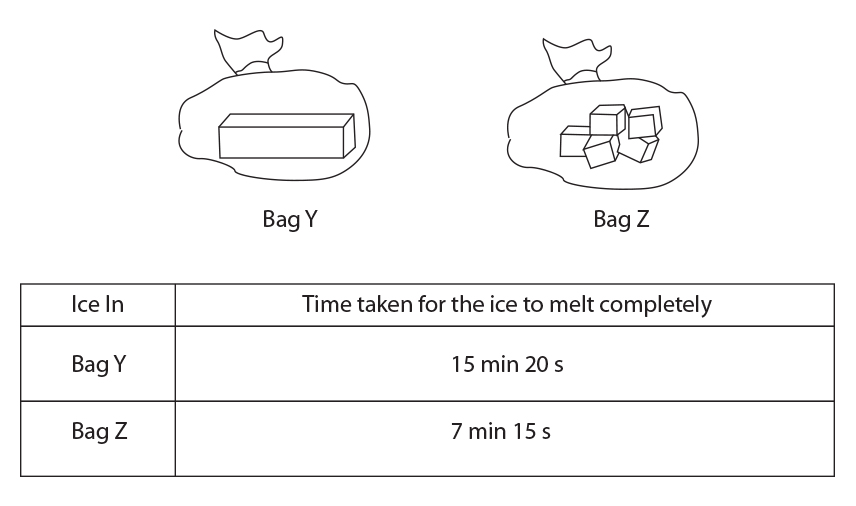 Bag Y
Bag Z
Ice In
Time taken for the ice to melt completely
Bag Y
15 min 20 s
Bag Z
7 min 15 s